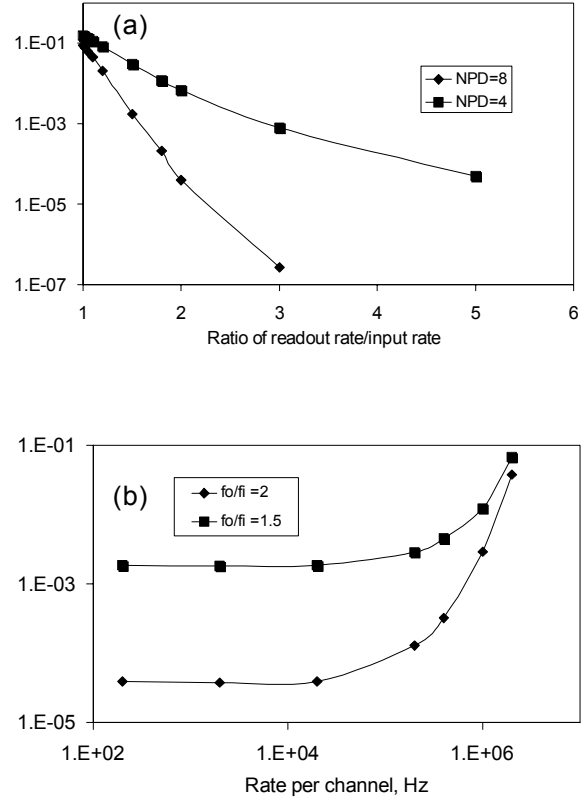 (a)
1.E-01
1.E-03
1.E-05
1.E-07
NPD=8
NPD=4
1 2 3 4 5 6
Ratio of readout rate/input rate
(b)
1.E-01
1.E-03
1.E-05
fo/fi =2
fo/fi =1.5
1.E+02 1.E+04 1.E+06
Rate per channel, Hz